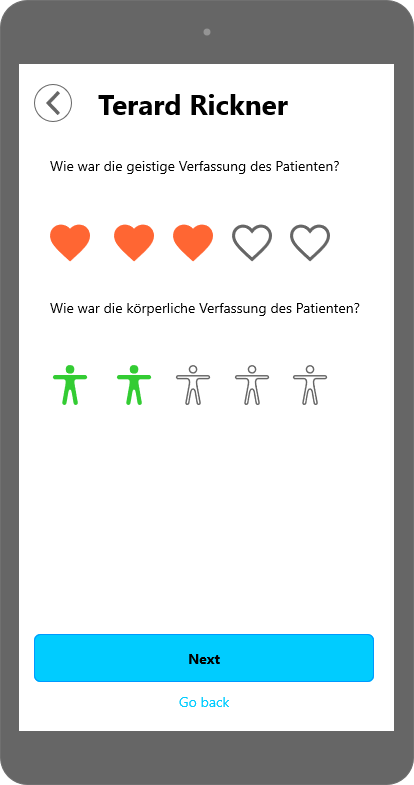 Terard Rickner
Wie war die geistige Verfassung des Patienten?
Wie war die körperliche Verfassung des Patienten?
Next
Go back